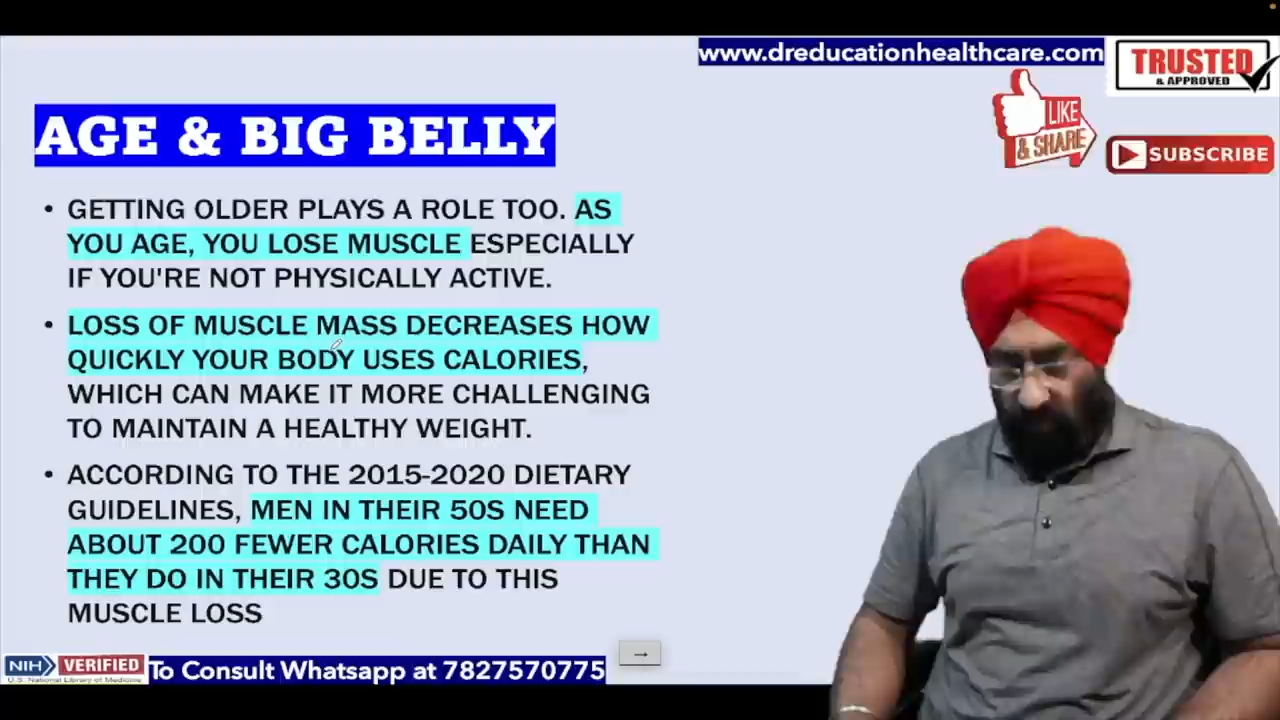 www.dreducationhealthcare.com
TRUSTED
& APPROVED
LIKE
& SHARE
SUBSCRIBE
AGE & BIG BELLY
• GETTING OLDER PLAYS A ROLE TOO. AS
YOU AGE, YOU LOSE MUSCLE ESPECIALLY
IF YOU'RE NOT PHYSICALLY ACTIVE.
• LOSS OF MUSCLE MASS DECREASES HOW
QUICKLY YOUR BODY USES CALORIES,
WHICH CAN MAKE IT MORE CHALLENGING
TO MAINTAIN A HEALTHY WEIGHT.
• ACCORDING TO THE 2015-2020 DIETARY
GUIDELINES, MEN IN THEIR 50S NEED
ABOUT 200 FEWER CALORIES DAILY THAN
THEY DO IN THEIR 30S DUE TO THIS
MUSCLE LOSS
NIH VERIFIED
U.S. National Library of Medicine
To Consult Whatsapp at 7827570775